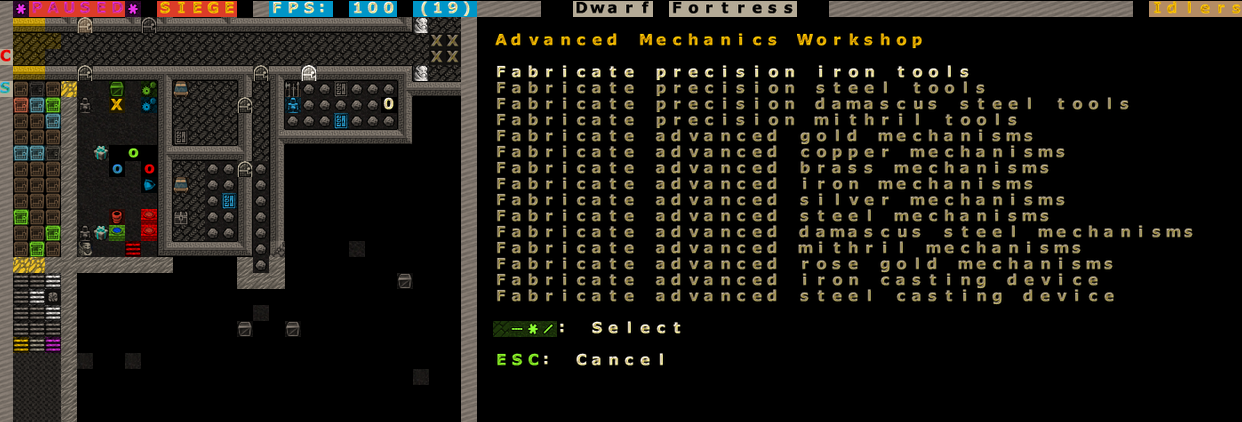 *PAUSED* SIEGE FPS: 100 (19) Dwarf Fortress Idlers
Advanced Mechanics Workshop
Fabricate precision iron tools
Fabricate precision steel tools
Fabricate precision damascus steel tools
Fabricate precision mithril tools
Fabricate advanced gold mechanisms
Fabricate advanced copper mechanisms
Fabricate advanced brass mechanisms
Fabricate advanced iron mechanisms
Fabricate advanced silver mechanisms
Fabricate advanced steel mechanisms
Fabricate advanced damascus steel mechanisms
Fabricate advanced mithril mechanisms
Fabricate advanced rose gold mechanisms
Fabricate advanced iron casting device
Fabricate advanced steel casting device
-*/: Select
ESC: Cancel